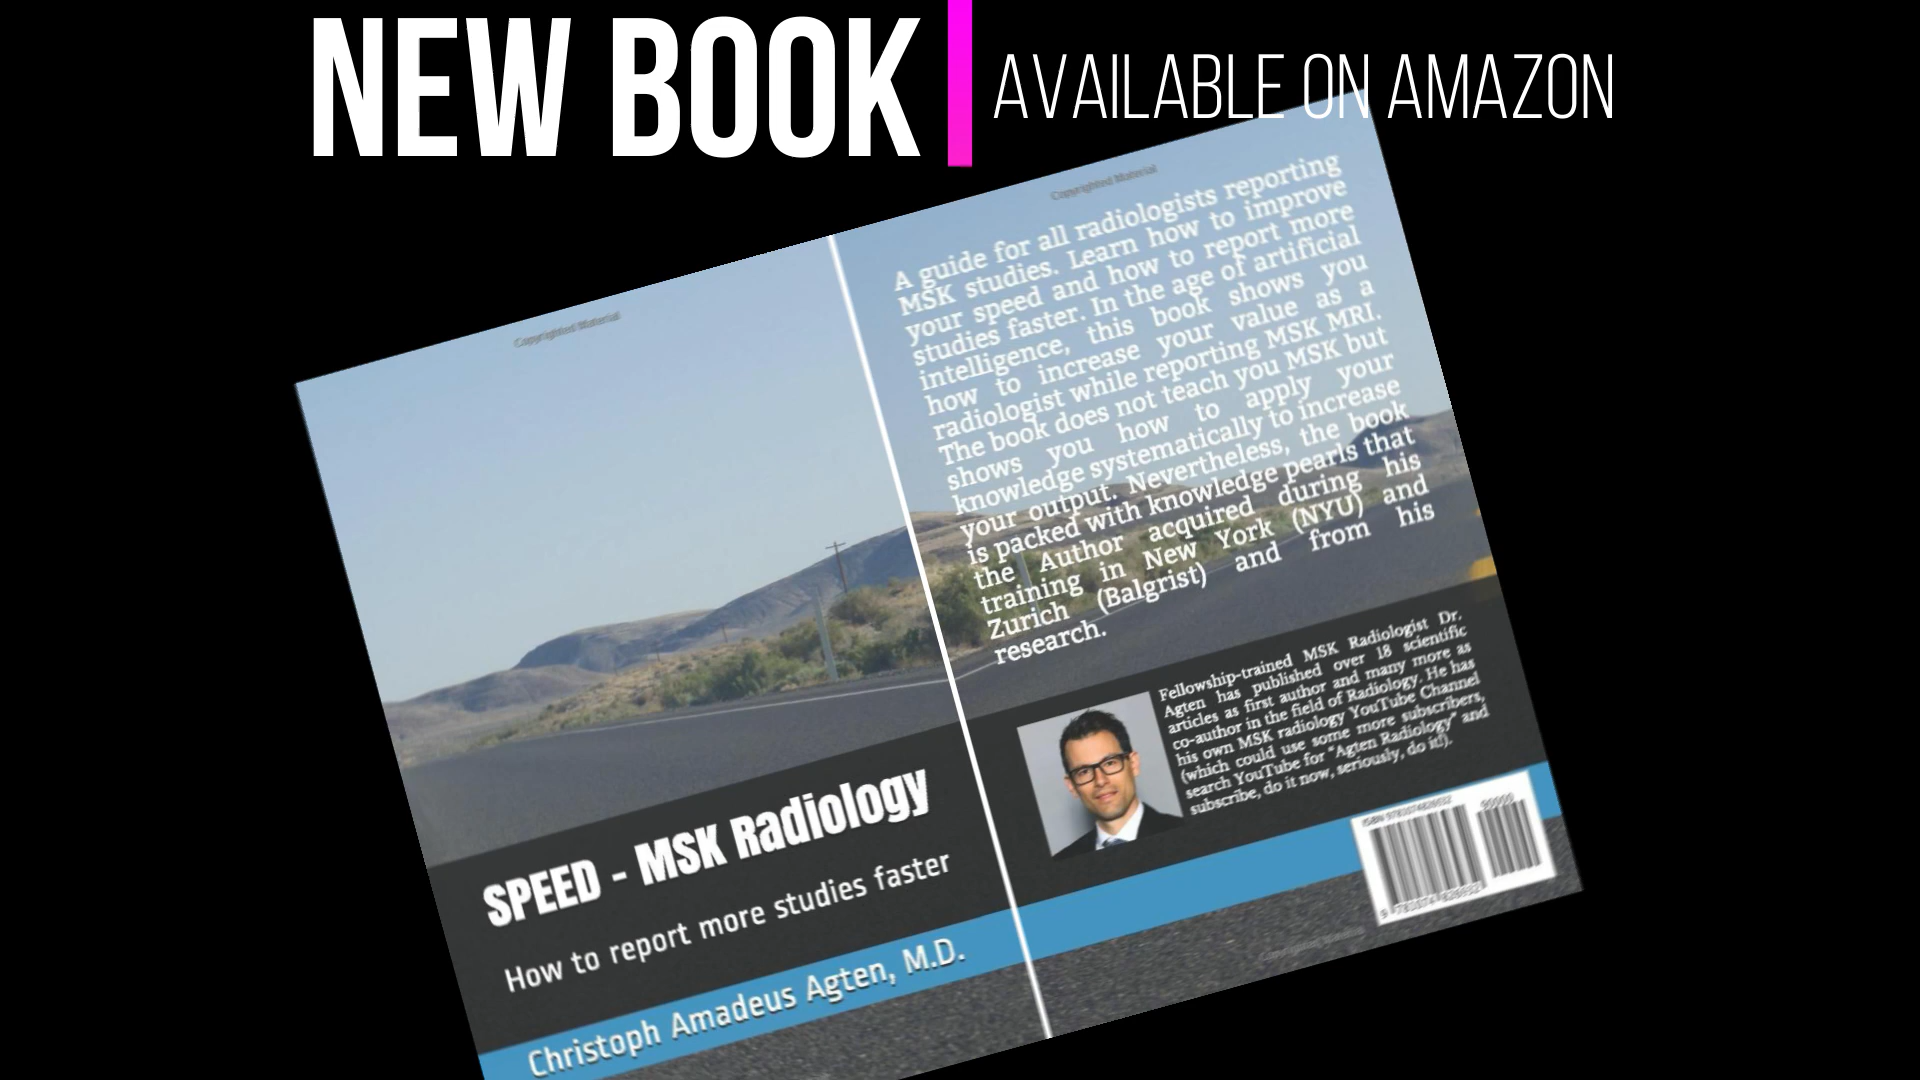 NEW BOOK
AVAILABLE ON AMAZON
Copyrighted Material
SPEED - MSK Radiology
How to report more studies faster
Christoph Amadeus Agten, M.D.
Copyrighted Material
A guide for all radiologists reporting
MSK studies. Learn how to improve
your speed and how to report more
studies faster. In the age of artificial
intelligence, this book shows you
how to increase your value as a
radiologist while reporting MSK MRI.
The book does not teach you MSK but
shows you how to apply your
knowledge systematically to increase
your output. Nevertheless, the book
is packed with knowledge pearls that
the Author acquired during his
training in New York (NYU) and
Zurich (Balgrist) and from his
research.
Fellowship-trained MSK Radiologist Dr.
Agten has published over 18 scientific
articles as first author and many more as
co-author in the field of Radiology. He has
his own MSK radiology YouTube Channel
(which could use some more subscribers,
search YouTube for "Agten Radiology" and
subscribe, do it now, seriously, do it!).
ISBN
90000